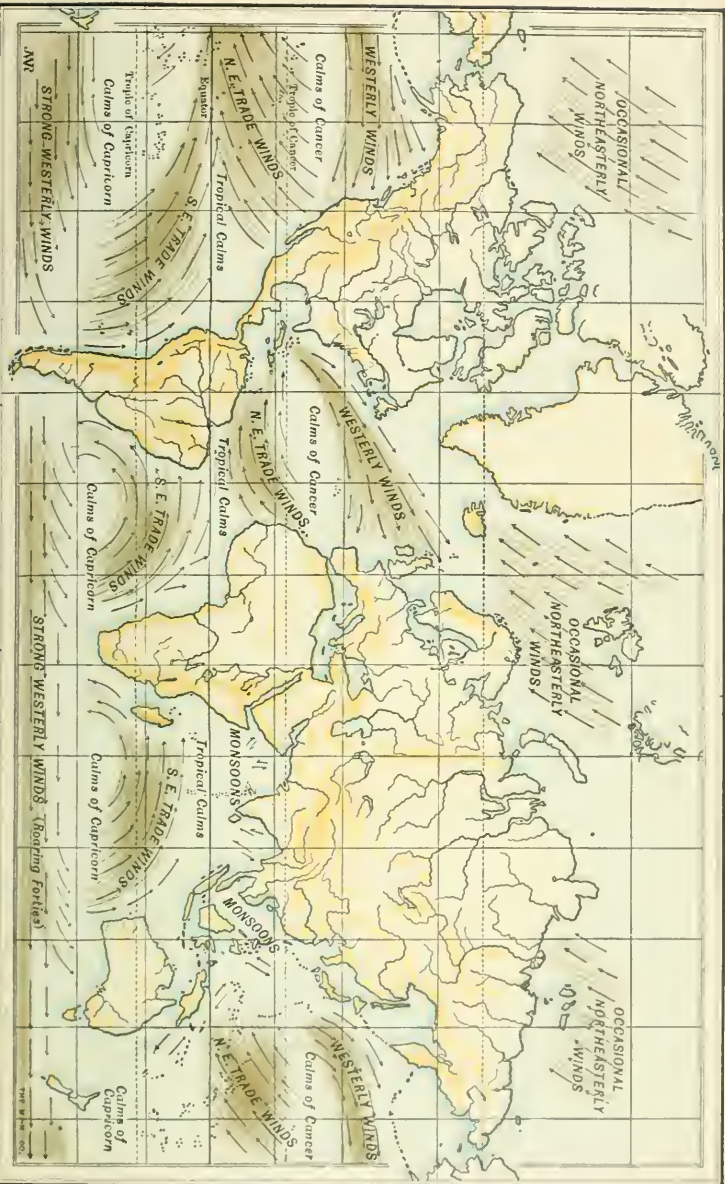 OCCASIONAL
NORTHEASTERLY
WINDS
OCCASIONAL
NORTHEASTERLY
WINDS
OCCASIONAL
NORTHEASTERLY
WINDS
WESTERLY WINDS
WESTERLY WINDS
WESTERLY WINDS
Calms of Cancer
Calms of Cancer
Calms of Cancer
Tropic of Cancer
N. E. TRADE WINDS
N. E. TRADE WINDS
MONSOONS
MONSOONS
N. E. TRADE WINDS
Tropical Calms
Tropical Calms
Tropical Calms
Equator
S. E. TRADE WINDS
S. E. TRADE WINDS
S. E. TRADE WINDS
Tropic of Capricorn
Calms of Capricorn
Calms of Capricorn
Calms of Capricorn
Calms of
Capricorn
STRONG WESTERLY WINDS
STRONG WESTERLY WINDS (Roaring Forties)
THE M-N CO.